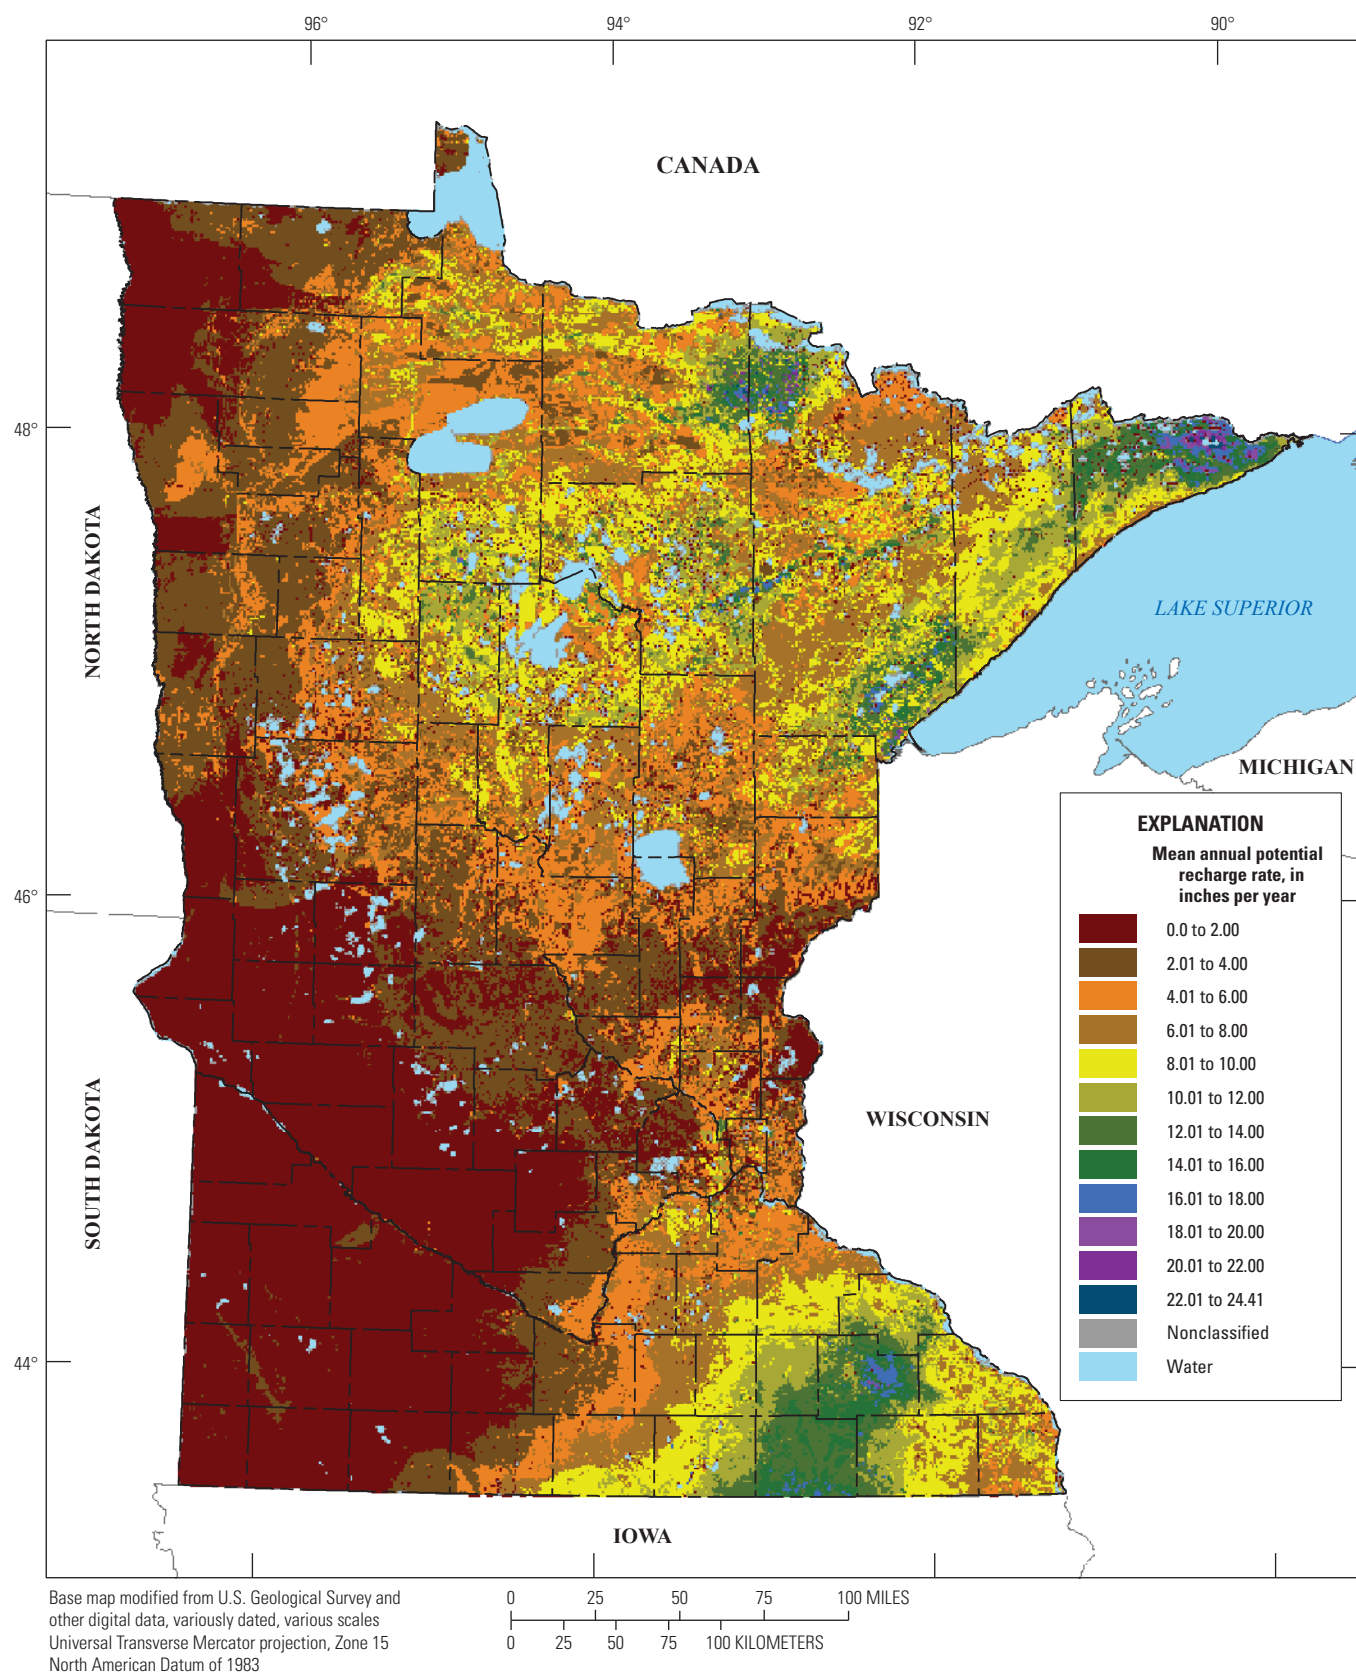 96°
94°
92°
90°
CANADA
48°
NORTH DAKOTA
LAKE SUPERIOR
MICHIGAN
EXPLANATION
Mean annual potential
recharge rate, in
inches per year
0.0 to 2.00
2.01 to 4.00
4.01 to 6.00
6.01 to 8.00
8.01 to 10.00
10.01 to 12.00
12.01 to 14.00
14.01 to 16.00
16.01 to 18.00
18.01 to 20.00
20.01 to 22.00
22.01 to 24.41
Nonclassified
Water
46°
SOUTH DAKOTA
WISCONSIN
44°
IOWA
Base map modified from U.S. Geological Survey and
other digital data, variously dated, various scales
Universal Transverse Mercator projection, Zone 15
North American Datum of 1983
0 25 50 75 100 MILES
0 25 50 75 100 KILOMETERS